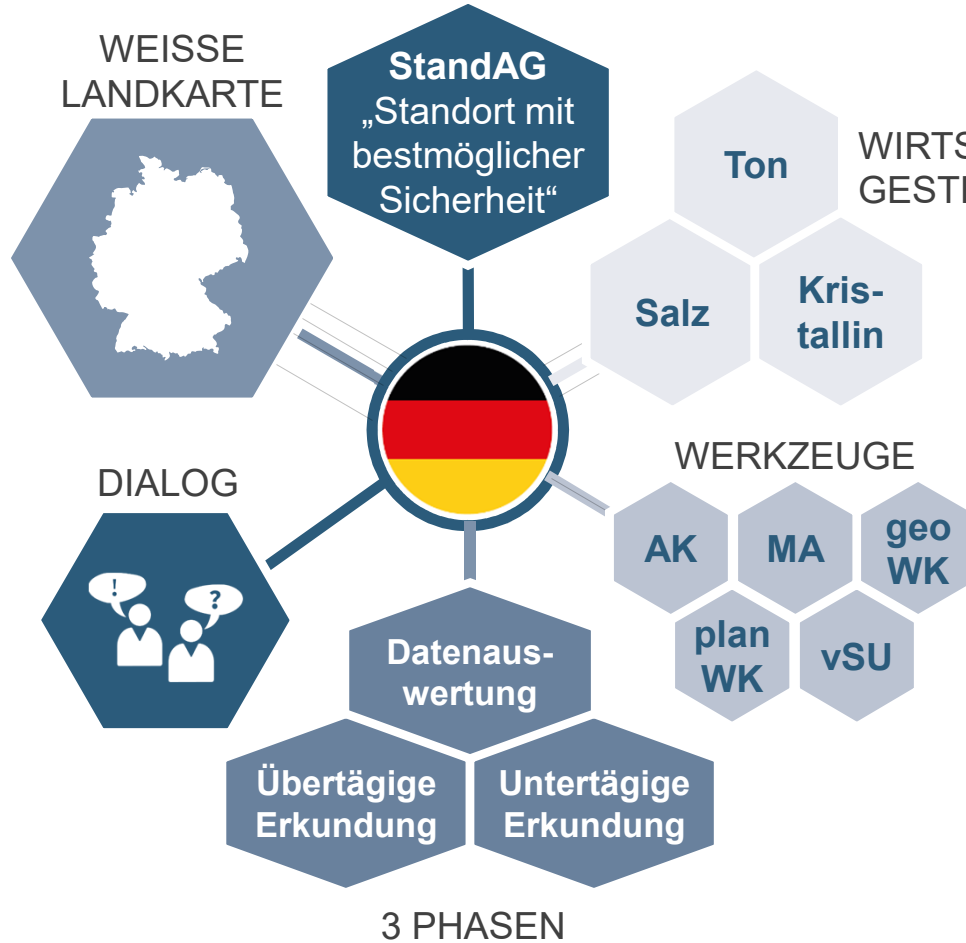 WEISSE
LANDKARTE
StandAG
„Standort mit
bestmöglicher
Sicherheit“
Ton
Salz
Kris-
tallin
WERKZEUGE
AK
MA
geo
WK
plan
WK
vSU
DIALOG
!
?
Datenaus-
wertung
Übertägige
Erkundung
Untertägige
Erkundung
3 PHASEN